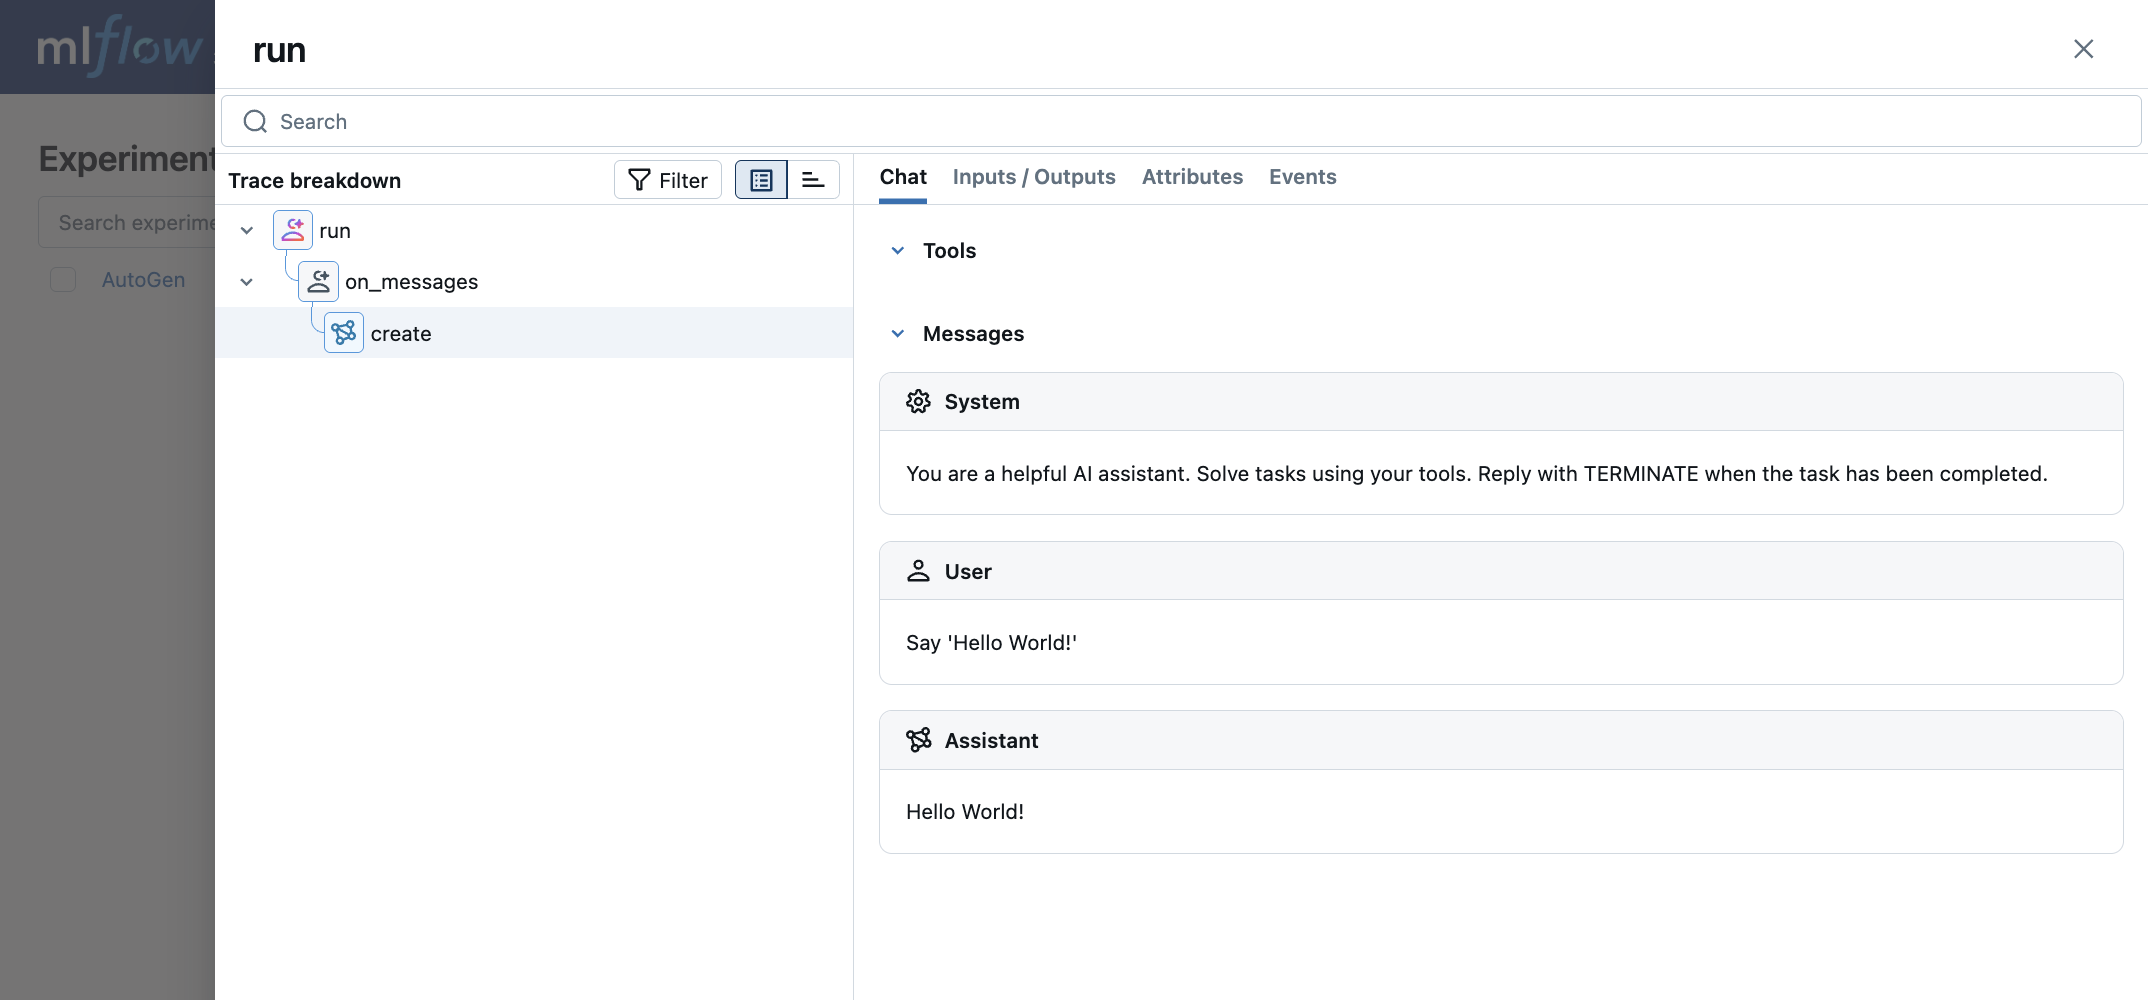 mlflow
run
Search
Experiment
Search experime
AutoGen
Trace breakdown
Filter
run
on_messages
create
Chat Inputs / Outputs Attributes Events
Tools
Messages
System
You are a helpful AI assistant. Solve tasks using your tools. Reply with TERMINATE when the task has been completed.
User
Say 'Hello World!'
Assistant
Hello World!